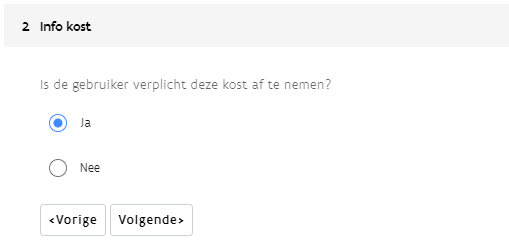 2 Info kost
Is de gebruiker verplicht deze kost af te nemen?
Ja
Nee
<Vorige Volgende>